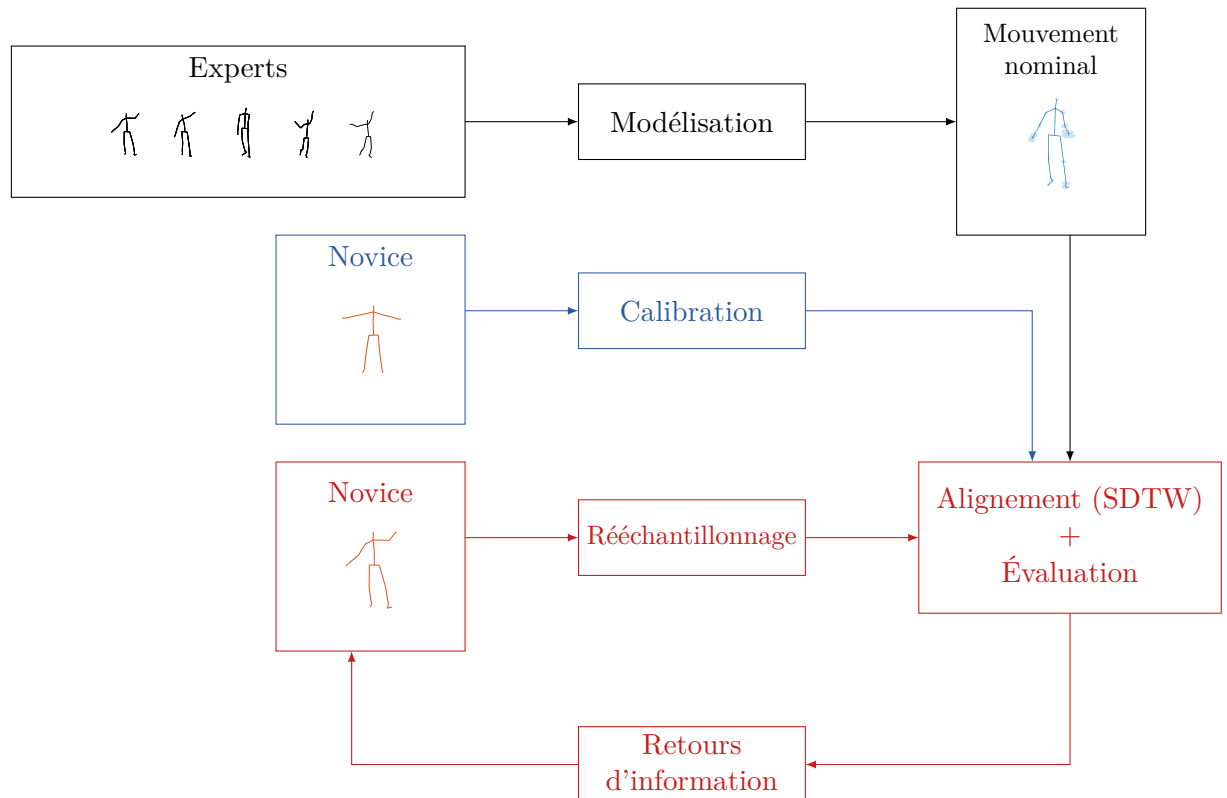 Experts
Modélisation
Mouvement
nominal
Novice
Calibration
Novice
Rééchantillonnage
Alignement (SDTW)
+
Évaluation
Retours
d'information